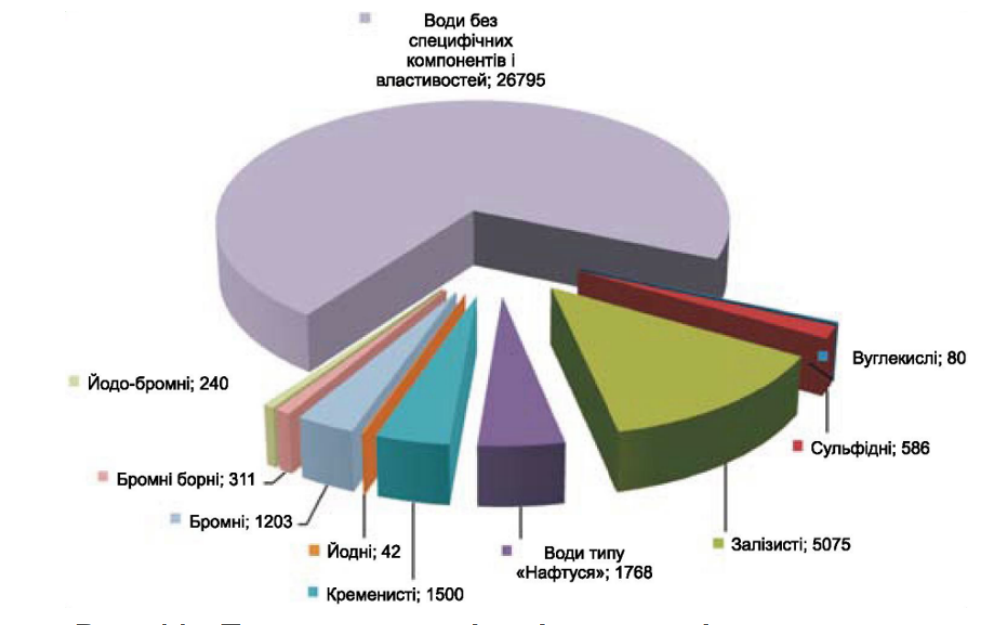 Води без
специфічних
компонентів і
властивостей; 26795
Вуглекислі; 80
Йодо-бромні; 240
Сульфідні; 586
Бромні борні; 311
Бромні; 1203
Йодні; 42
Води типу
«Нафтуся»; 1768
Залізисті; 5075
Кременисті; 1500